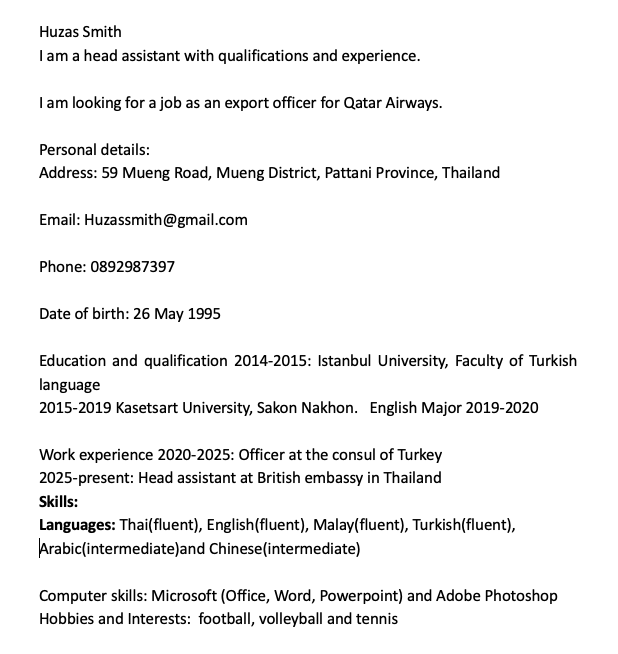 Huzas Smith
I am a head assistant with qualifications and experience.
I am looking for a job as an export officer for Qatar Airways.
Personal details:
Address: 59 Mueng Road, Mueng District, Pattani Province, Thailand
Email: Huzassmith@gmail.com
Phone: 0892987397
Date of birth: 26 May 1995
Education and qualification 2014-2015: Istanbul University, Faculty of Turkish
language
2015-2019 Kasetsart University, Sakon Nakhon.   English Major 2019-2020
Work experience 2020-2025: Officer at the consul of Turkey
2025-present: Head assistant at British embassy in Thailand
Skills:
Languages: Thai(fluent), English(fluent), Malay(fluent), Turkish(fluent),
Arabic(intermediate)and Chinese(intermediate)
Computer skills: Microsoft (Office, Word, Powerpoint) and Adobe Photoshop
Hobbies and Interests:  football, volleyball and tennis